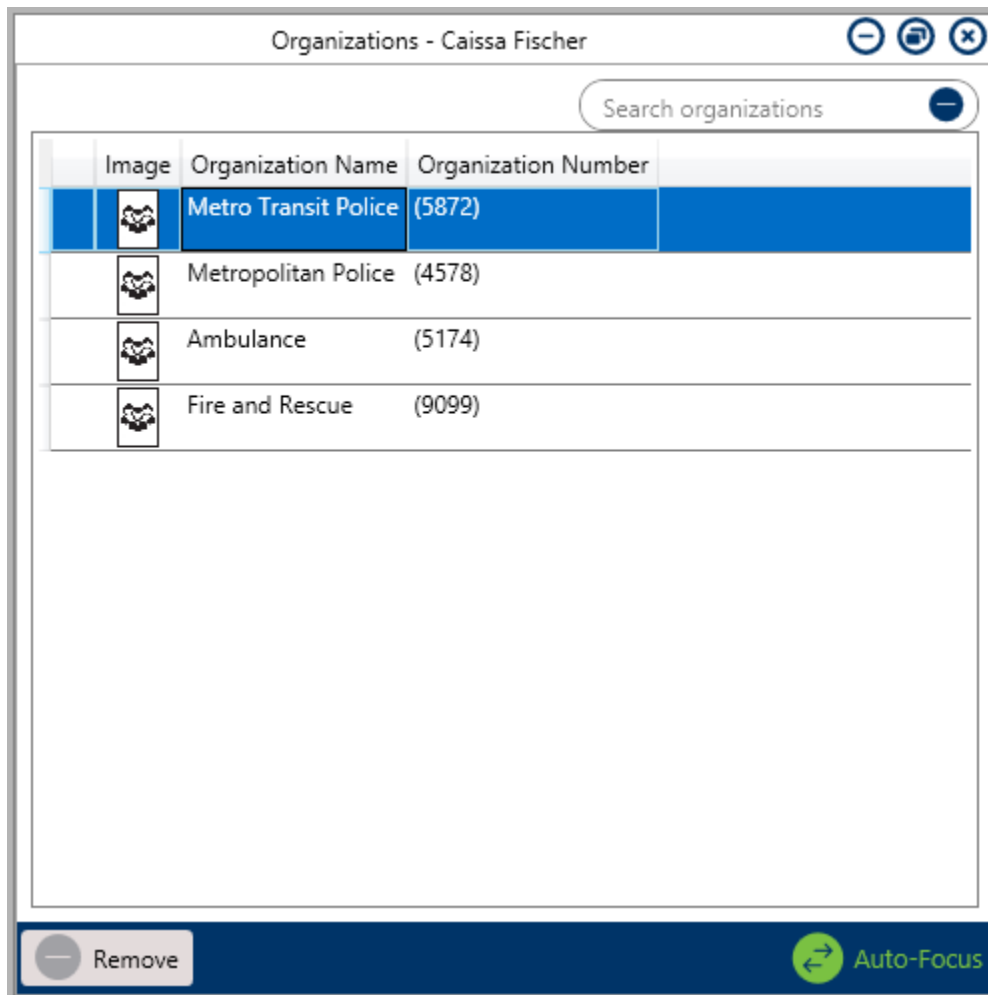 Organizations - Caissa Fischer
Search organizations
Image Organization Name Organization Number
Metro Transit Police (5872)
Metropolitan Police (4578)
Ambulance (5174)
Fire and Rescue (9099)
Remove Auto-Focus